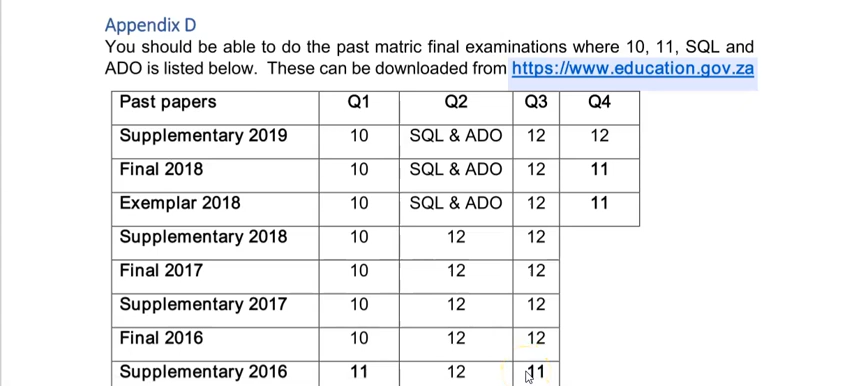 Appendix D
You should be able to do the past matric final examinations where 10, 11, SQL and
ADO is listed below. These can be downloaded from https://www.education.gov.za
Past papers Q1 Q2 Q3 Q4
Supplementary 2019 10 SQL & ADO 12 12
Final 2018 10 SQL & ADO 12 11
Exemplar 2018 10 SQL & ADO 12 11
Supplementary 2018 10 12 12
Final 2017 10 12 12
Supplementary 2017 10 12 12
Final 2016 10 12 12
Supplementary 2016 11 12 11